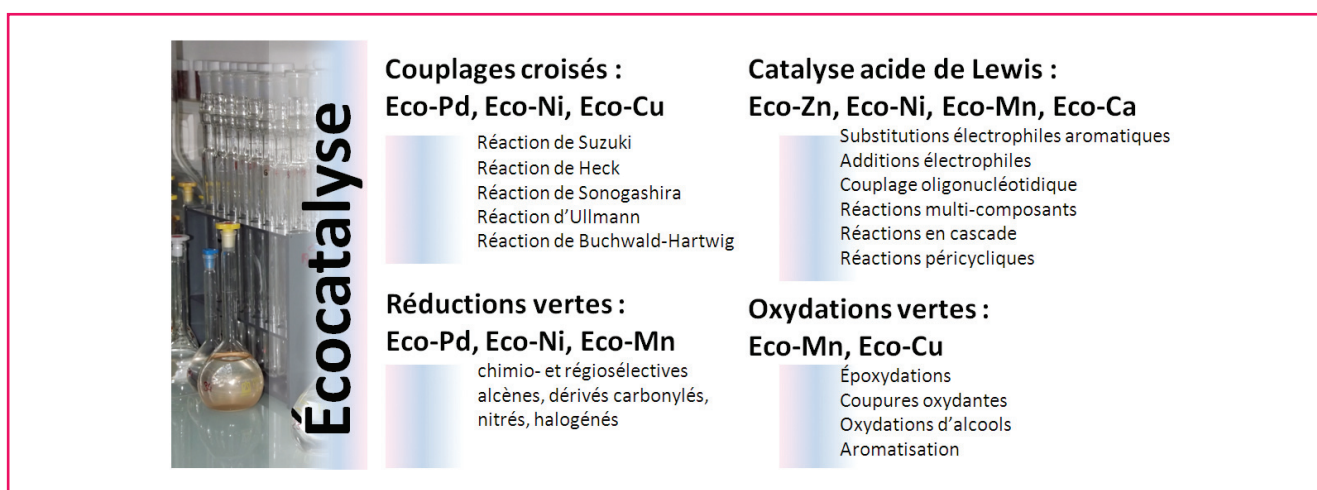 Écocatalyse
Couplages croisés :
Eco-Pd, Eco-Ni, Eco-Cu
Réaction de Suzuki
Réaction de Heck
Réaction de Sonogashira
Réaction d'Ullmann
Réaction de Buchwald-Hartwig
Catalyse acide de Lewis :
Eco-Zn, Eco-Ni, Eco-Mn, Eco-Ca
Substitutions électrophiles aromatiques
Additions électrophiles
Couplage oligonucléotidique
Réactions multi-composants
Réactions en cascade
Réactions péricycliques
Réductions vertes :
Eco-Pd, Eco-Ni, Eco-Mn
chimio- et régiosélectives
alcènes, dérivés carbonylés,
nitrés, halogénés
Oxydations vertes :
Eco-Mn, Eco-Cu
Époxydations
Coupures oxydantes
Oxydations d'alcools
Aromatisation